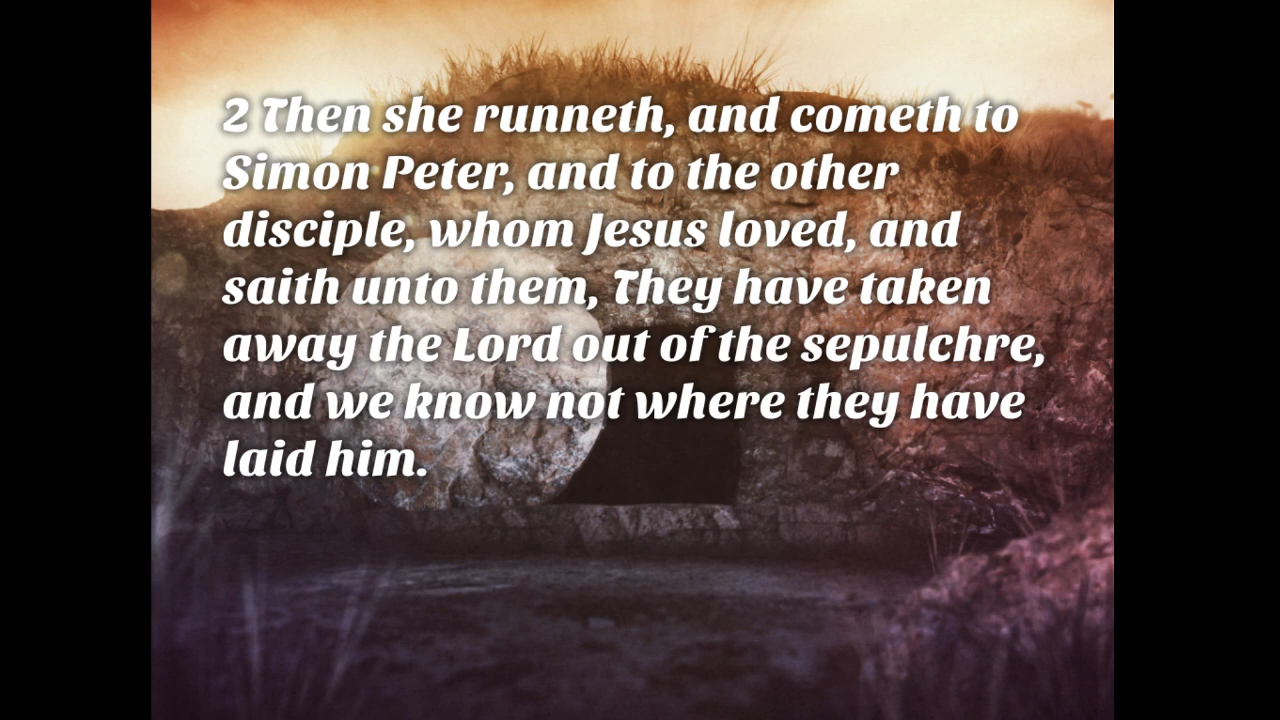 2 Then she runneth, and cometh to
Simon Peter, and to the other
disciple, whom Jesus loved, and
saith unto them, They have taken
away the Lord out of the sepulchre,
and we know not where they have
laid him.